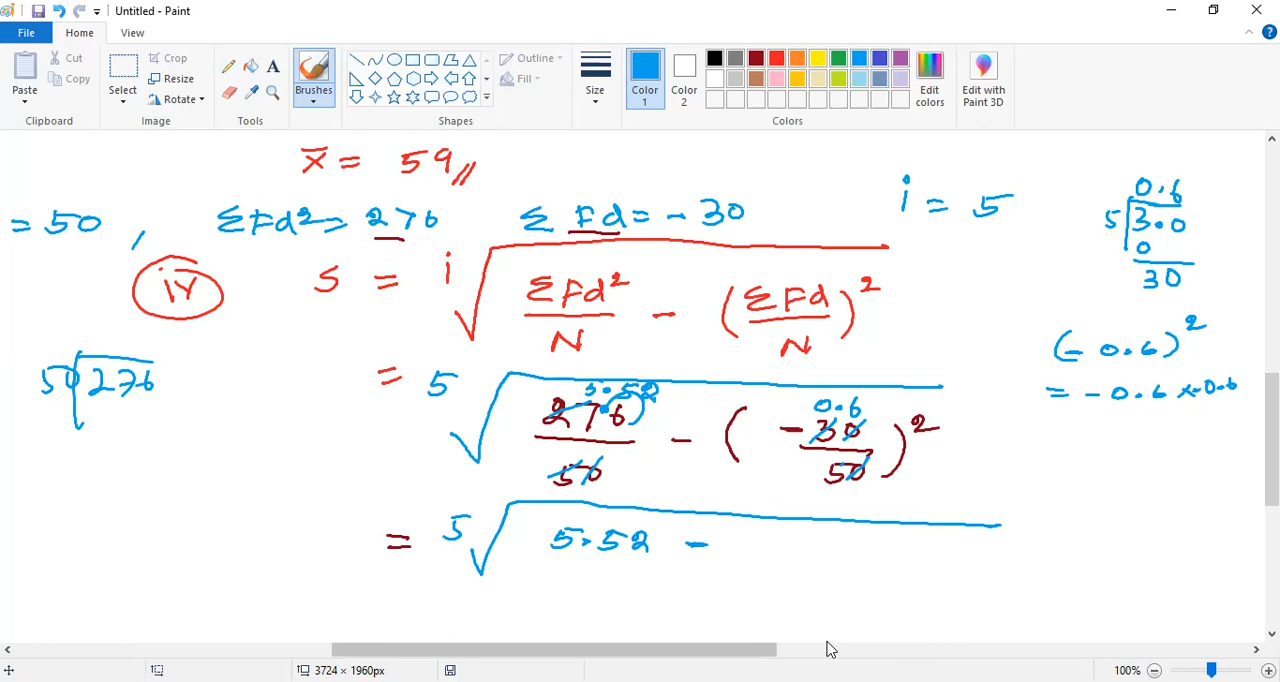 Untitled - Paint
File Home View
Paste Cut Copy Clipboard
Select Crop Resize Rotate Image
A Tools
Brushes
Shapes Outline Fill
Size
Color 1 Color 2 Colors Edit colors
Edit with Paint 3D
x̅ = 59//
= 50, ΣFd² = 276 ΣFd = -30 i = 5
0.6
5 3.0
0
30
iv S = i √ ΣFd²/N - (ΣFd/N)²
(-0.6)²
= -0.6 x -0.6
50 276
= 5 √ 276/50 - (-30/50)²
5.52 0.6
= 5 √ 5.52 -
3724 × 1960px 100%